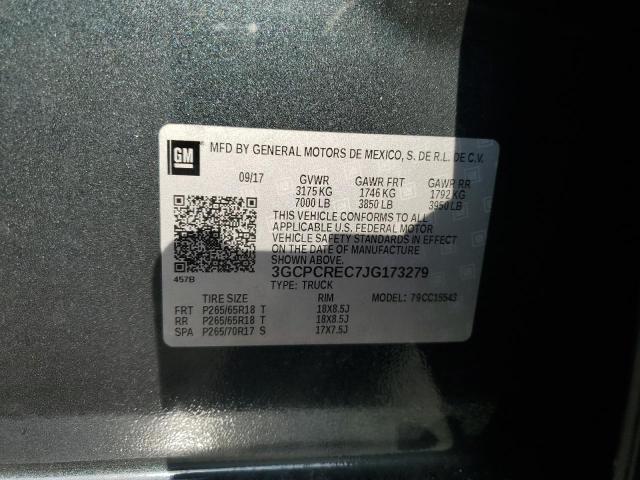 GM
MFD BY GENERAL MOTORS DE MEXICO, S. DE R.L. DE C.V.
09/17 GVWR GAWR FRT GAWR RR
3175 KG 1746 KG 1792 KG
7000 LB 3850 LB 3950 LB
THIS VEHICLE CONFORMS TO ALL
APPLICABLE U.S. FEDERAL MOTOR
VEHICLE SAFETY STANDARDS IN EFFECT
ON THE DATE OF MANUFACTURE
SHOWN ABOVE.
457B 3GCPCREC7JG173279
TYPE: TRUCK
TIRE SIZE RIM MODEL: 79CC15543
FRT P265/65R18 T 18X8.5J
RR P265/65R18 T 18X8.5J
SPA P265/70R17 S 17X7.5J